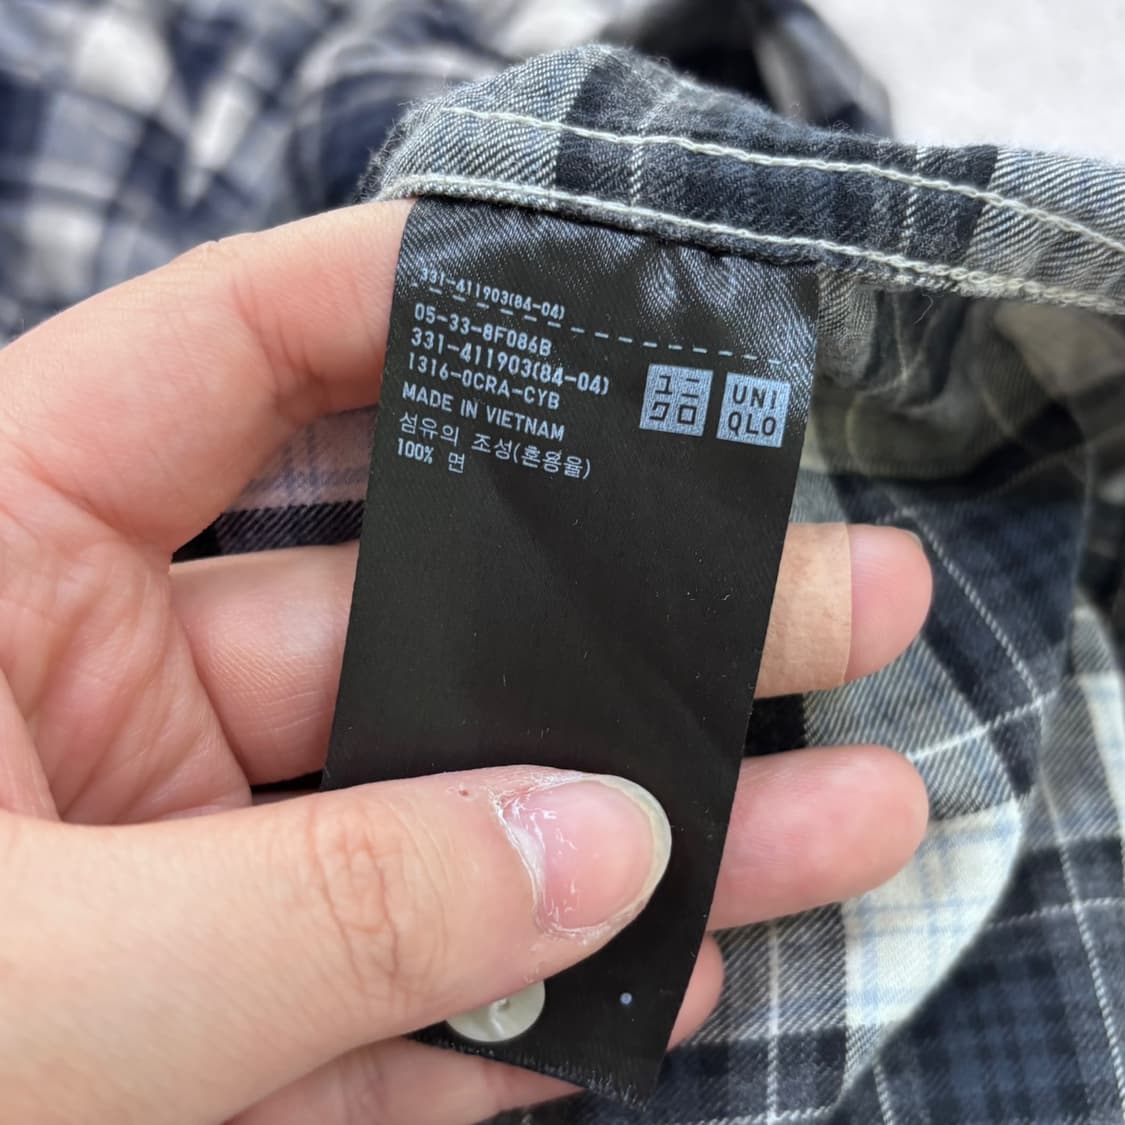 331-411903(84-04)
05-33-8F086B
331-411903(84-04)
1316-0CRA-CYB
MADE IN VIETNAM
섬유의 조성(혼용율)
100% 면
ユニ
クロ
UNI
QLO